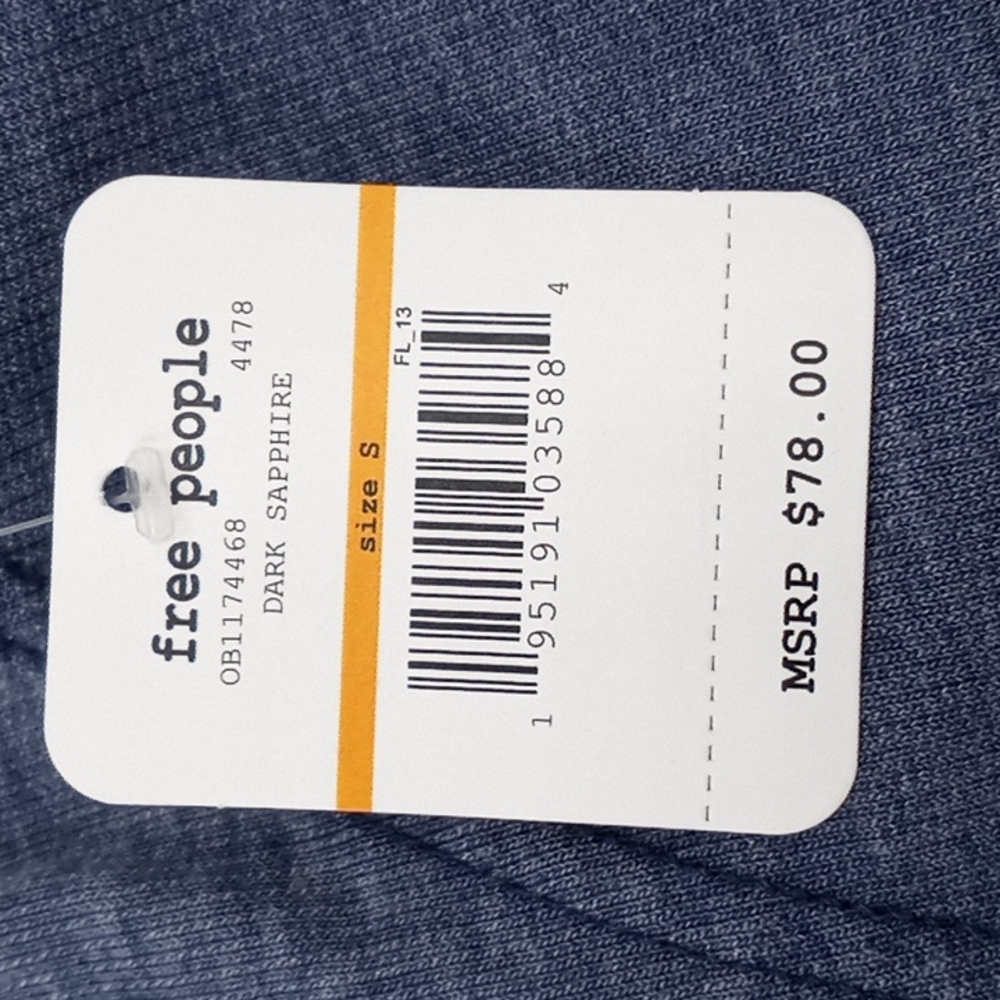 free people
OB1174468 4478
DARK SAPPHIRE
size S
FL_13
1 95191 03588 4
MSRP $78.00